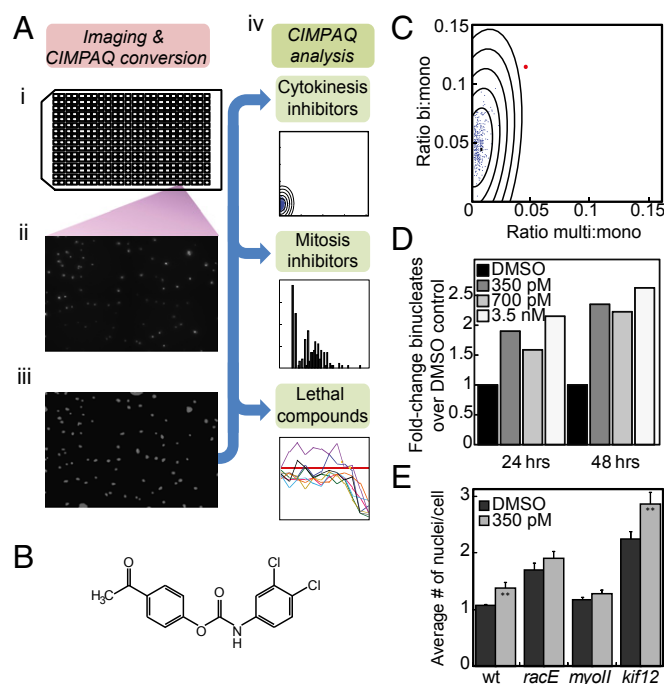 A
Imaging &
CIMPAQ conversion
i
ii
iii
iv
CIMPAQ
analysis
Cytokinesis
inhibitors
Mitosis
inhibitors
Lethal
compounds
B
O
H3C
O
O
N
H
Cl
Cl
C
Ratio bi:mono
0.15
0.1
0.05
0
0
0.05
0.1
0.15
Ratio multi:mono
D
Fold-change binucleates
over DMSO control
2.5
2
1.5
1
0.5
0
DMSO
350 pM
700 pM
3.5 nM
24 hrs
48 hrs
E
Average # of nuclei/cell
3
2
1
0
DMSO
350 pM
**
**
wt
racE
myoII
kif12